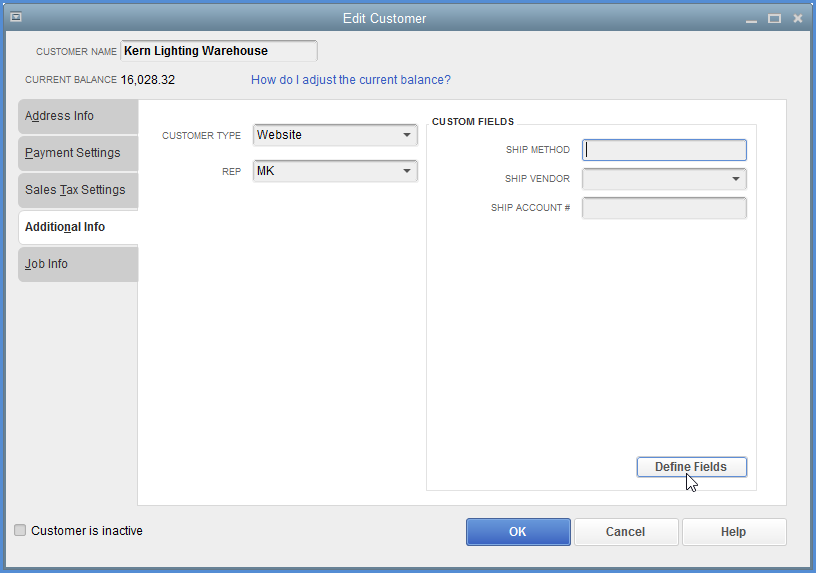 Edit Customer
CUSTOMER NAME Kern Lighting Warehouse
CURRENT BALANCE 16,028.32 How do I adjust the current balance?
Address Info
Payment Settings
Sales Tax Settings
Additional Info
Job Info
CUSTOMER TYPE Website
REP MK
CUSTOM FIELDS
SHIP METHOD
SHIP VENDOR
SHIP ACCOUNT #
Define Fields
Customer is inactive
OK Cancel Help